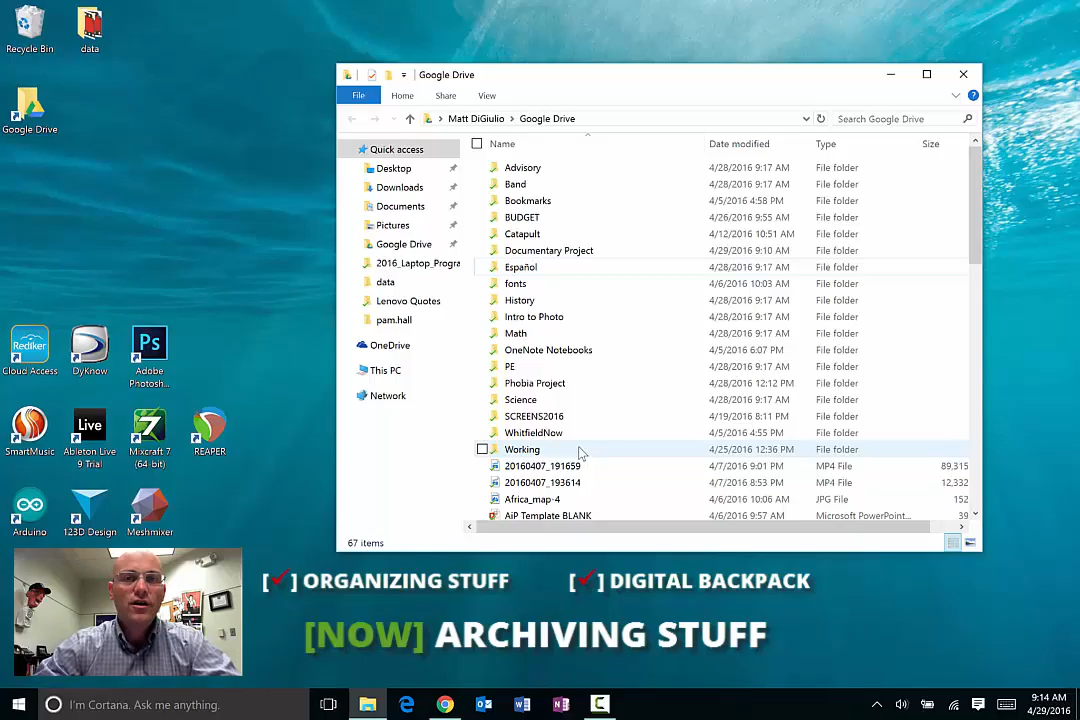 Recycle Bin
data
Google Drive
Rediker
Cloud Access
DyKnow
Ps
Adobe
Photosh...
SmartMusic
Live
Ableton Live
9 Trial
7
Mixcraft 7
(64-bit)
REAPER
Arduino
123D Design
Meshmixer
Google Drive
File
Home
Share
View
Matt DiGiulio > Google Drive
Search Google Drive
Quick access
Desktop
Downloads
Documents
Pictures
Google Drive
2016_Laptop_Progra
data
Lenovo Quotes
pam.hall
OneDrive
This PC
Network
Name Date modified Type Size
Advisory 4/28/2016 9:17 AM File folder
Band 4/28/2016 9:17 AM File folder
Bookmarks 4/5/2016 4:58 PM File folder
BUDGET 4/26/2016 9:55 AM File folder
Catapult 4/12/2016 10:51 AM File folder
Documentary Project 4/29/2016 9:10 AM File folder
Español 4/28/2016 9:17 AM File folder
fonts 4/6/2016 10:03 AM File folder
History 4/28/2016 9:17 AM File folder
Intro to Photo 4/28/2016 9:17 AM File folder
Math 4/28/2016 9:17 AM File folder
OneNote Notebooks 4/5/2016 6:07 PM File folder
PE 4/28/2016 9:17 AM File folder
Phobia Project 4/28/2016 12:12 PM File folder
Science 4/28/2016 9:17 AM File folder
SCREENS2016 4/19/2016 8:11 PM File folder
WhitfieldNow 4/5/2016 4:55 PM File folder
Working 4/25/2016 12:36 PM File folder
20160407_191659 4/7/2016 9:01 PM MP4 File 89,315
20160407_193614 4/7/2016 8:53 PM MP4 File 12,332
Africa_map-4 4/6/2016 10:06 AM JPG File 152
AiP Template BLANK 4/6/2016 9:57 AM Microsoft PowerPoint... 39
67 items
[✓] ORGANIZING STUFF [✓] DIGITAL BACKPACK
[NOW] ARCHIVING STUFF
I'm Cortana. Ask me anything.
9:14 AM
4/29/2016